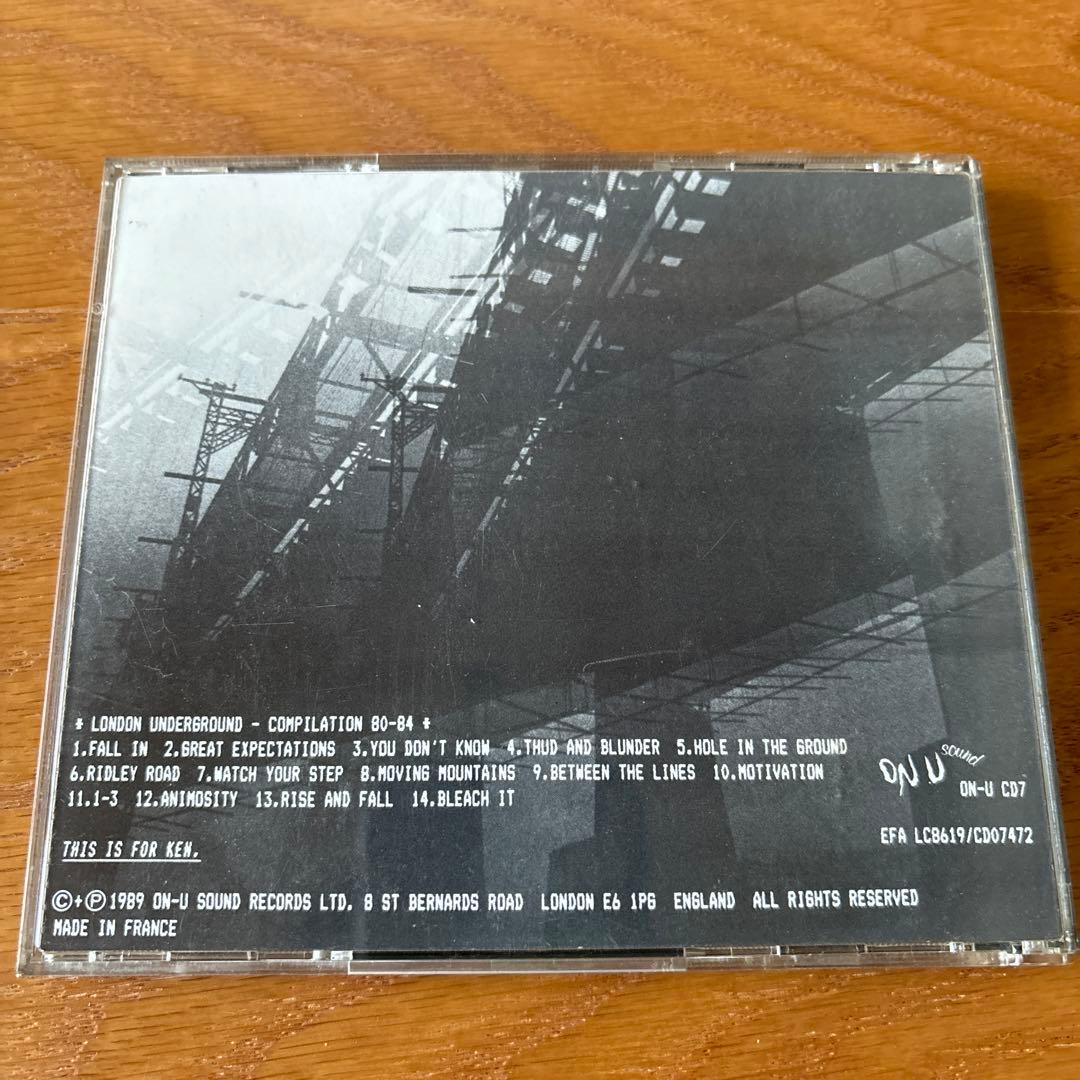 * LONDON UNDERGROUND - COMPILATION 80-84 *
1.FALL IN 2.GREAT EXPECTATIONS 3.YOU DON'T KNOW 4.THUD AND BLUNDER 5.HOLE IN THE GROUND
6.RIDLEY ROAD 7.WATCH YOUR STEP 8.MOVING MOUNTAINS 9.BETWEEN THE LINES 10.MOTIVATION
11.1-3 12.ANIMOSITY 13.RISE AND FALL 14.BLEACH IT
ON U sound
ON-U CD7
EFA LC8619/CD07472
THIS IS FOR KEN.
©+℗1989 ON-U SOUND RECORDS LTD. 8 ST BERNARDS ROAD LONDON E6 1PG ENGLAND ALL RIGHTS RESERVED
MADE IN FRANCE